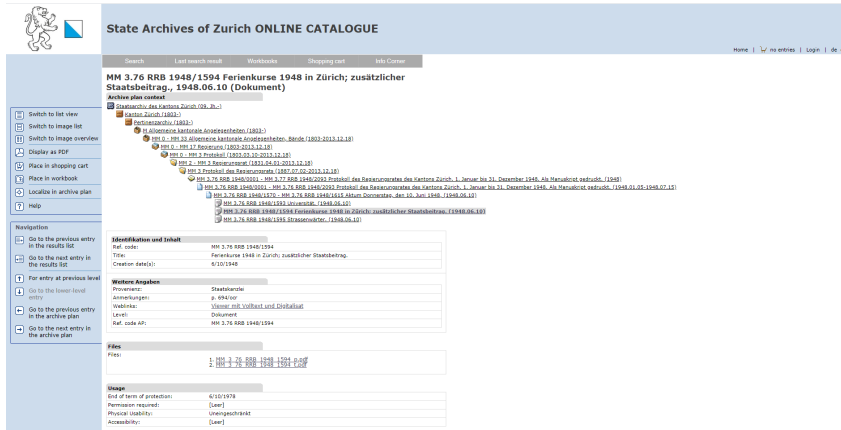 State Archives of Zurich ONLINE CATALOGUE
Home | no entries | Login | de
Search Last search result Workbooks Shopping cart Info Corner
MM 3.76 RRB 1948/1594 Ferienkurse 1948 in Zürich; zusätzlicher
Staatsbeitrag., 1948.06.10 (Dokument)
Archive plan context
Staatsarchiv des Kantons Zürich (09. Jh.-)
Kanton Zürich (1803-)
Pertinenzarchiv (1803-)
M Allgemeine kantonale Angelegenheiten (1803-)
MM 0 - MM 33 Allgemeine kantonale Angelegenheiten, Bände (1803-2013.12.18)
MM 0 - MM 17 Regierung (1803-2013.12.18)
MM 0 - MM 3 Protokoll (1803.03.10-2013.12.18)
MM 2 - MM 3 Regierungsrat (1831.04.01-2013.12.18)
MM 3 Protokoll des Regierungsrats (1887.07.02-2013.12.18)
MM 3.76 RRB 1948/0001 - MM 3.77 RRB 1948/2093 Protokoll des Regierungsrates des Kantons Zürich. 1. Januar bis 31. Dezember 1948. Als Manuskript gedruckt. (1948)
MM 3.76 RRB 1948/0001 - MM 3.76 RRB 1948/2093 Protokoll des Regierungsrates des Kantons Zürich. 1. Januar bis 31. Dezember 1948. Als Manuskript gedruckt. (1948.01.05-1948.07.15)
MM 3.76 RRB 1948/1570 - MM 3.76 RRB 1948/1615 Aktum Donnerstag, den 10. Juni 1948. (1948.06.10)
MM 3.76 RRB 1948/1593 Universität. (1948.06.10)
MM 3.76 RRB 1948/1594 Ferienkurse 1948 in Zürich; zusätzlicher Staatsbeitrag. (1948.06.10)
MM 3.76 RRB 1948/1595 Strassenwärter. (1948.06.10)
Switch to list view
Switch to image list
Switch to image overview
Display as PDF
Place in shopping cart
Place in workbook
Localize in archive plan
Help
Navigation
Go to the previous entry
in the results list
Go to the next entry in
the results list
For entry at previous level
Go to the lower-level
entry
Go to the previous entry
in the archive plan
Go to the next entry in
the archive plan
Identifikation und Inhalt
Ref. code: MM 3.76 RRB 1948/1594
Title: Ferienkurse 1948 in Zürich; zusätzlicher Staatsbeitrag.
Creation date(s): 6/10/1948
Weitere Angaben
Provenienz: Staatskanzlei
Anmerkungen: p. 694/ocr
Weblinks: Viewer mit Volltext und Digitalisat
Level: Dokument
Ref. code AP: MM 3.76 RRB 1948/1594
Files
Files:
1. MM_3_76_RRB_1948_1594_p.pdf
2. MM_3_76_RRB_1948_1594_t.pdf
Usage
End of term of protection: 6/10/1978
Permission required: [Leer]
Physical Usability: Uneingeschränkt
Accessibility: [Leer]